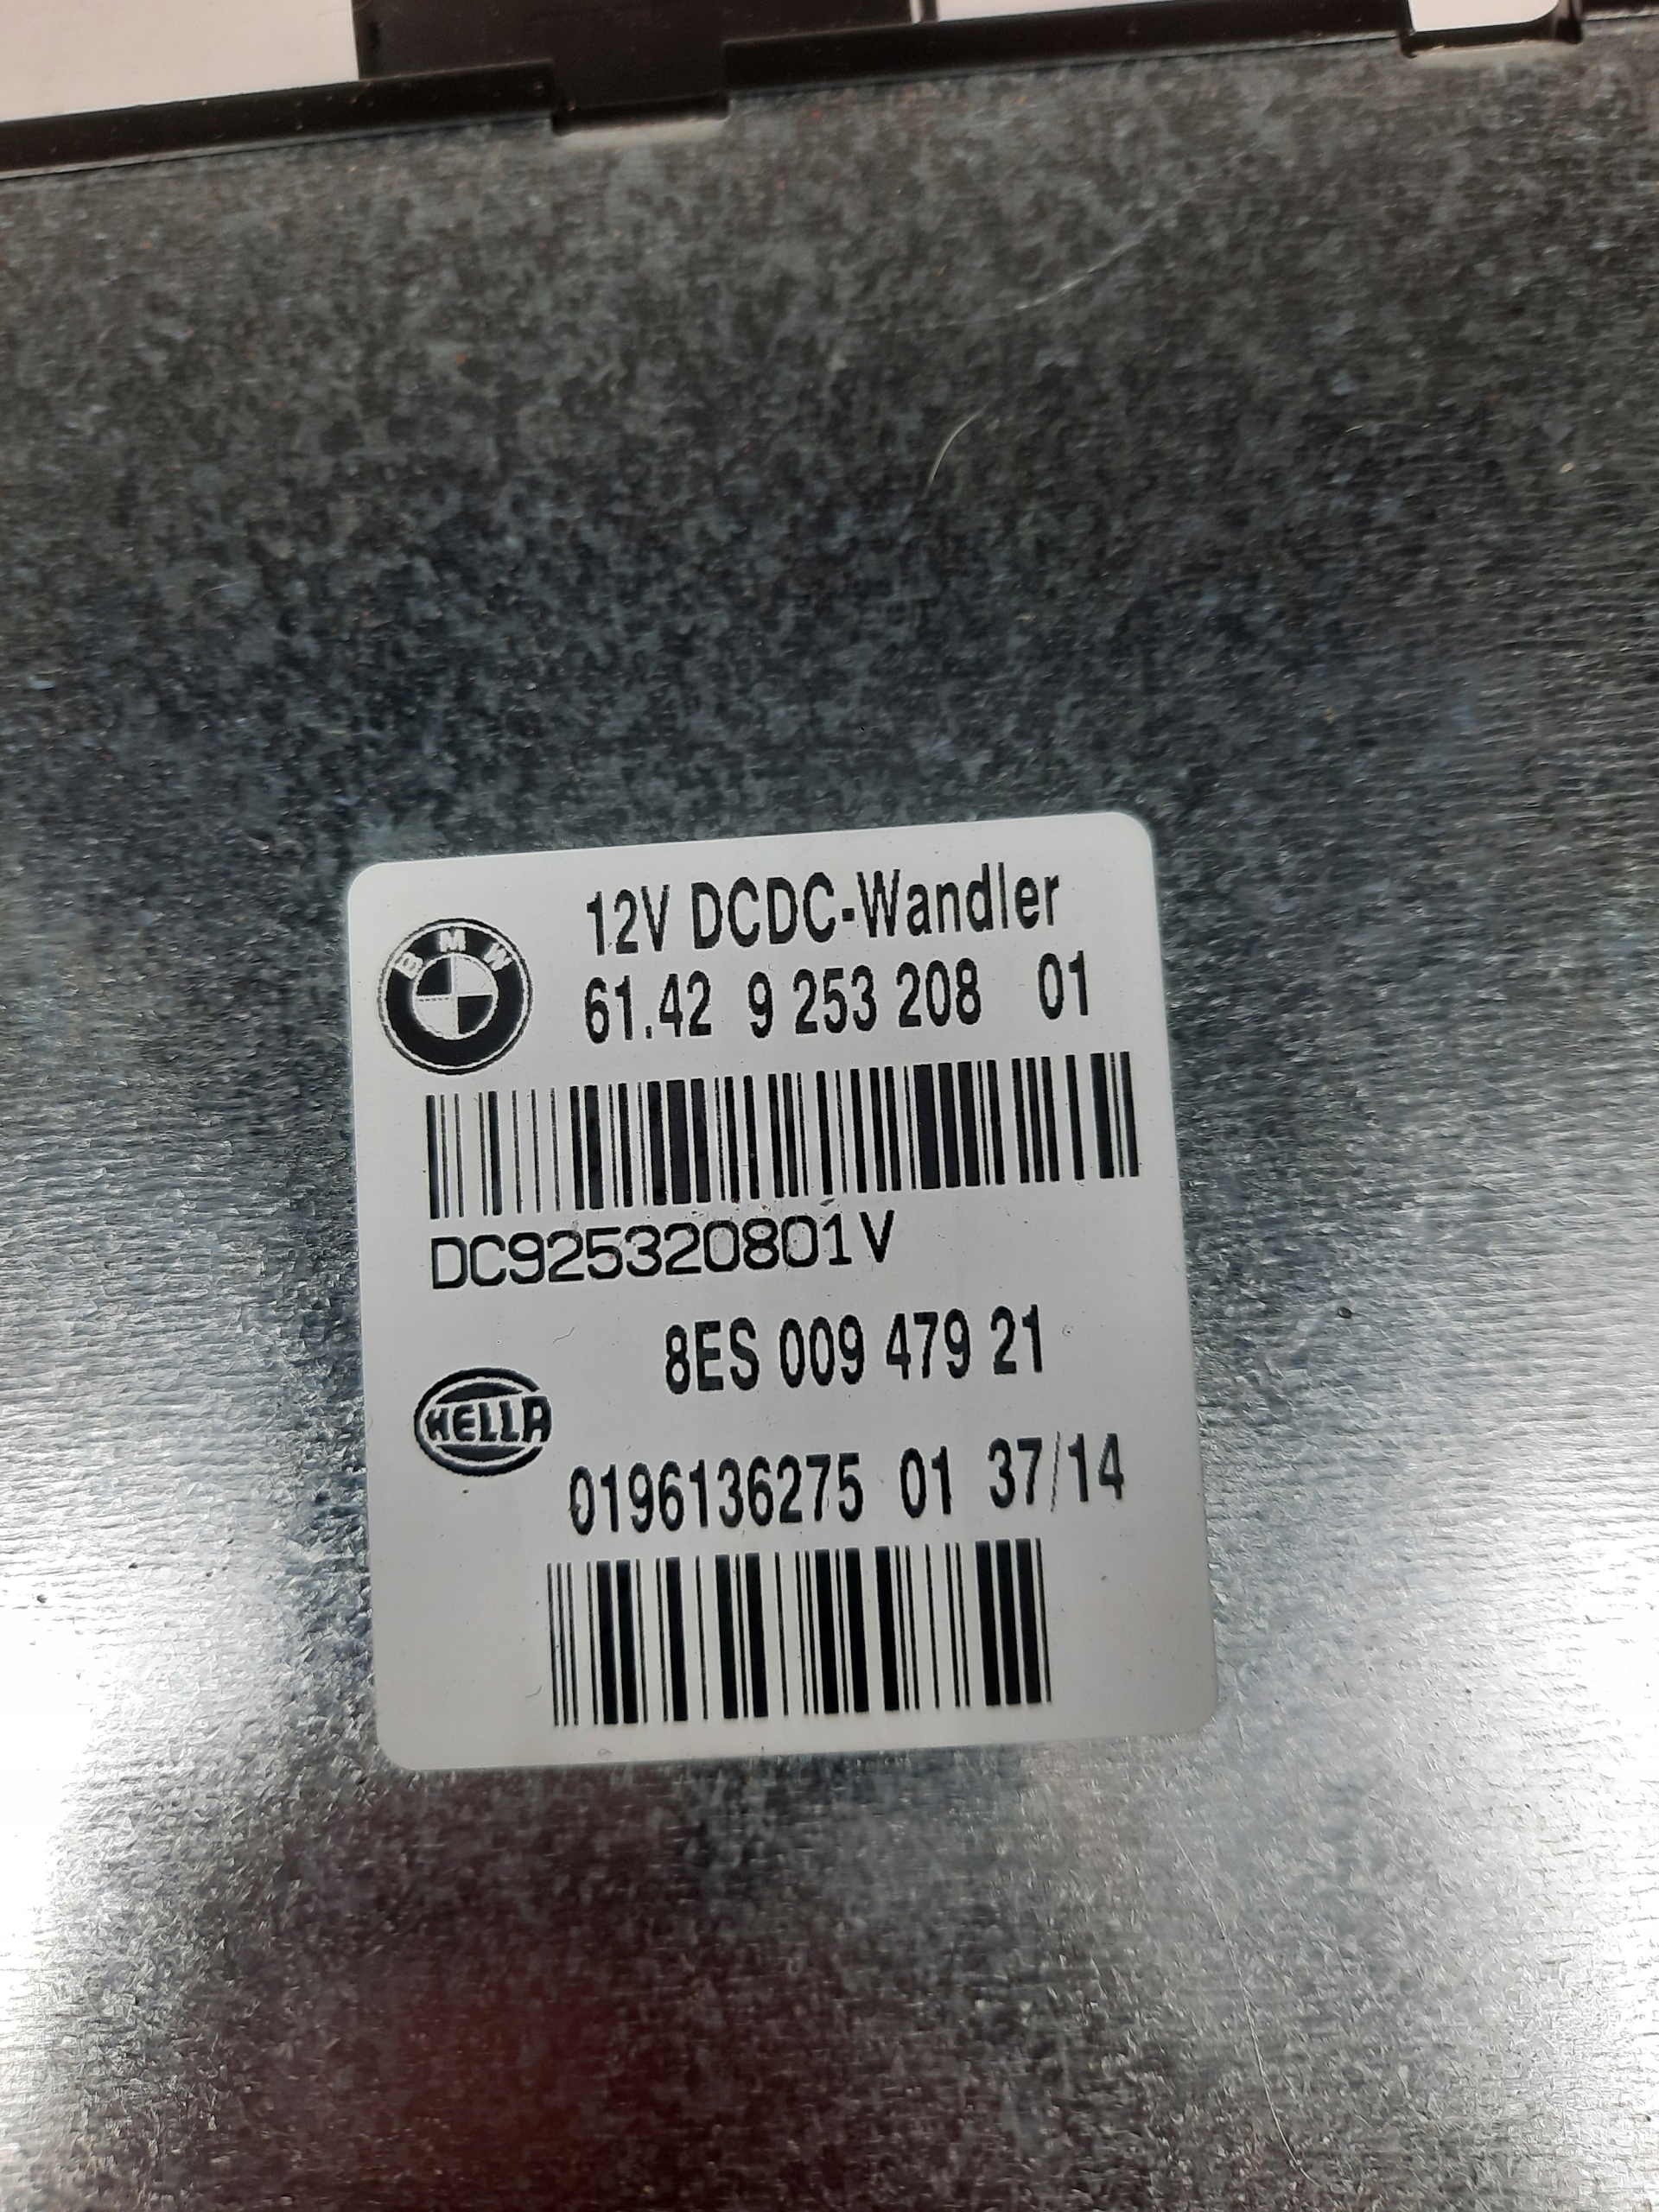 12V DCDC-Wandler
BMW
61.42 9 253 208 01
DC925320801V
8ES 009 479 21
HELLA
0196136275 01 37/14